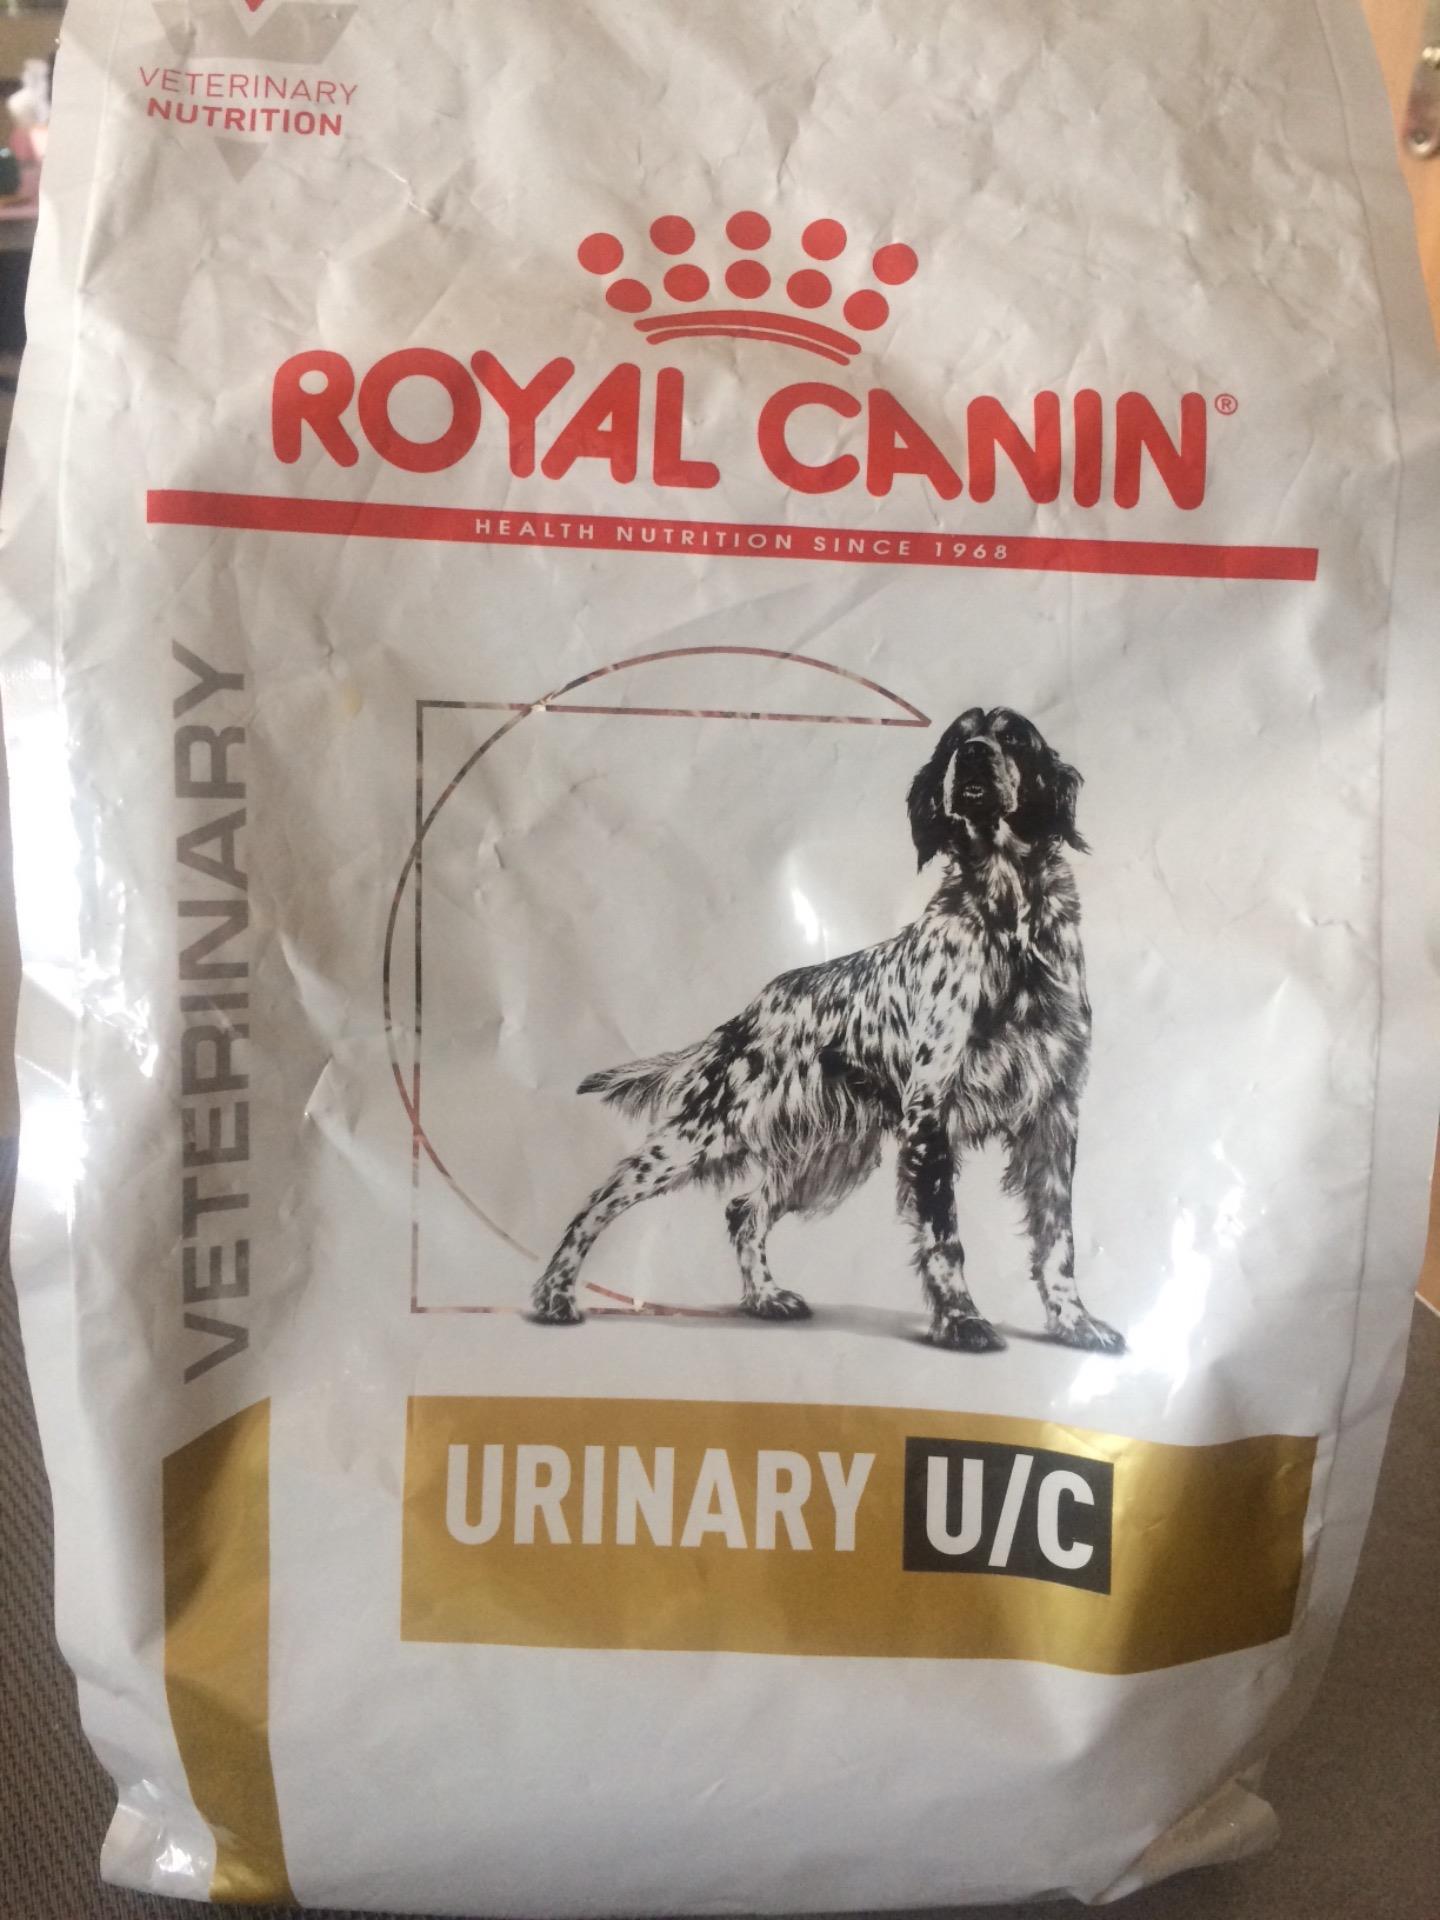 VETERINARY
NUTRITION
ROYAL CANIN®
HEALTH NUTRITION SINCE 1968
VETERINARY
URINARY U/C